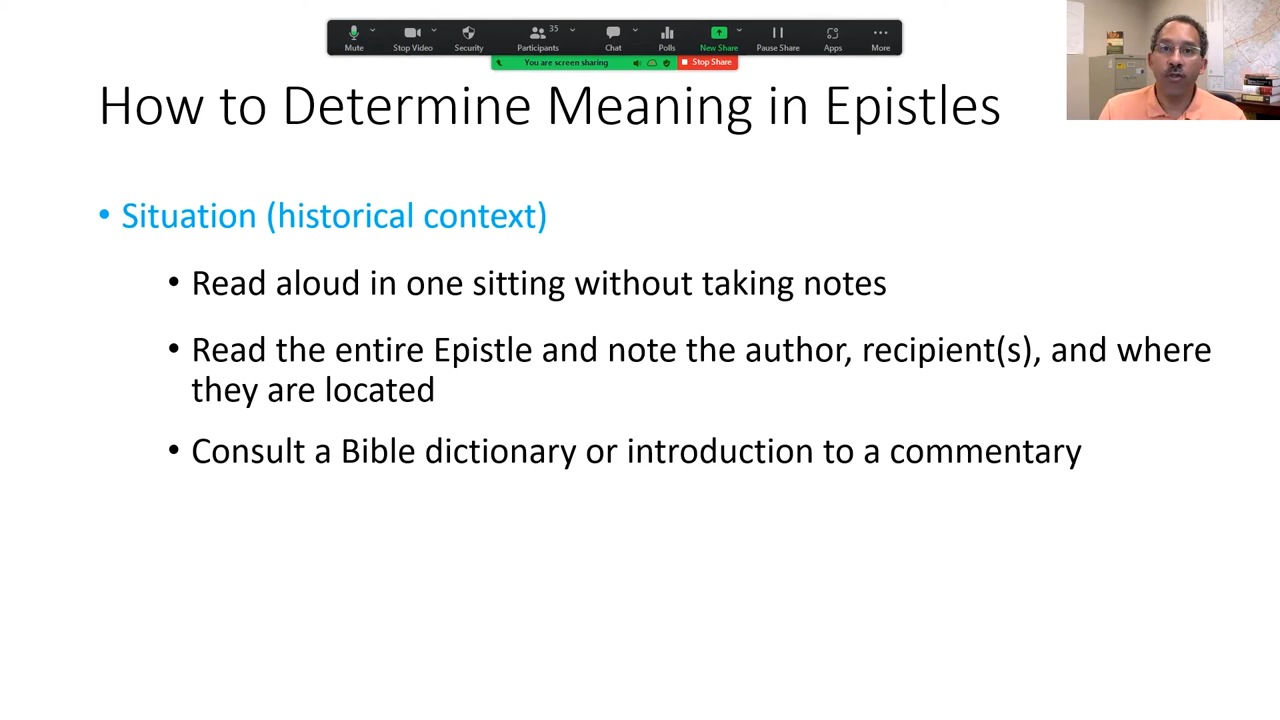 35
Mute
Stop Video
Security
Participants
Chat
Polls
New Share
Pause Share
Apps
More
You are screen sharing
Stop Share
How to Determine Meaning in Epistles
• Situation (historical context)
• Read aloud in one sitting without taking notes
• Read the entire Epistle and note the author, recipient(s), and where
they are located
• Consult a Bible dictionary or introduction to a commentary